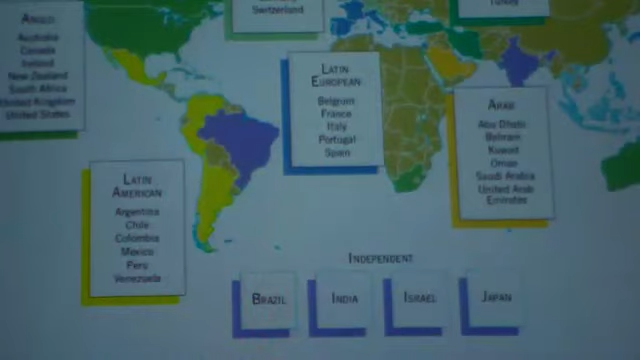 Switzerland
Turkey
ANGLO
Australia
Canada
Ireland
New Zealand
South Africa
United Kingdom
United States
LATIN
EUROPEAN
Belgium
France
Italy
Portugal
Spain
ARAB
Abu Dhabi
Bahrain
Kuwait
Oman
Saudi Arabia
United Arab
Emirates
LATIN
AMERICAN
Argentina
Chile
Colombia
Mexico
Peru
Venezuela
INDEPENDENT
BRAZIL
INDIA
ISRAEL
JAPAN